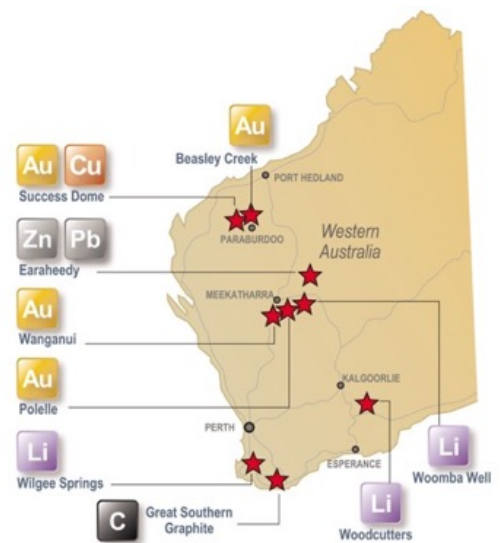 Au
Beasley Creek
Au Cu
Success Dome
PORT HEDLAND
PARABURDOO
Western
Australia
Zn Pb
Earaheedy
MEEKATHARRA
Au
Wanganui
Au
Polelle
KALGOORLIE
PERTH
ESPERANCE
Li
Wilgee Springs
Li
Woomba Well
C
Great Southern
Graphite
Li
Woodcutters